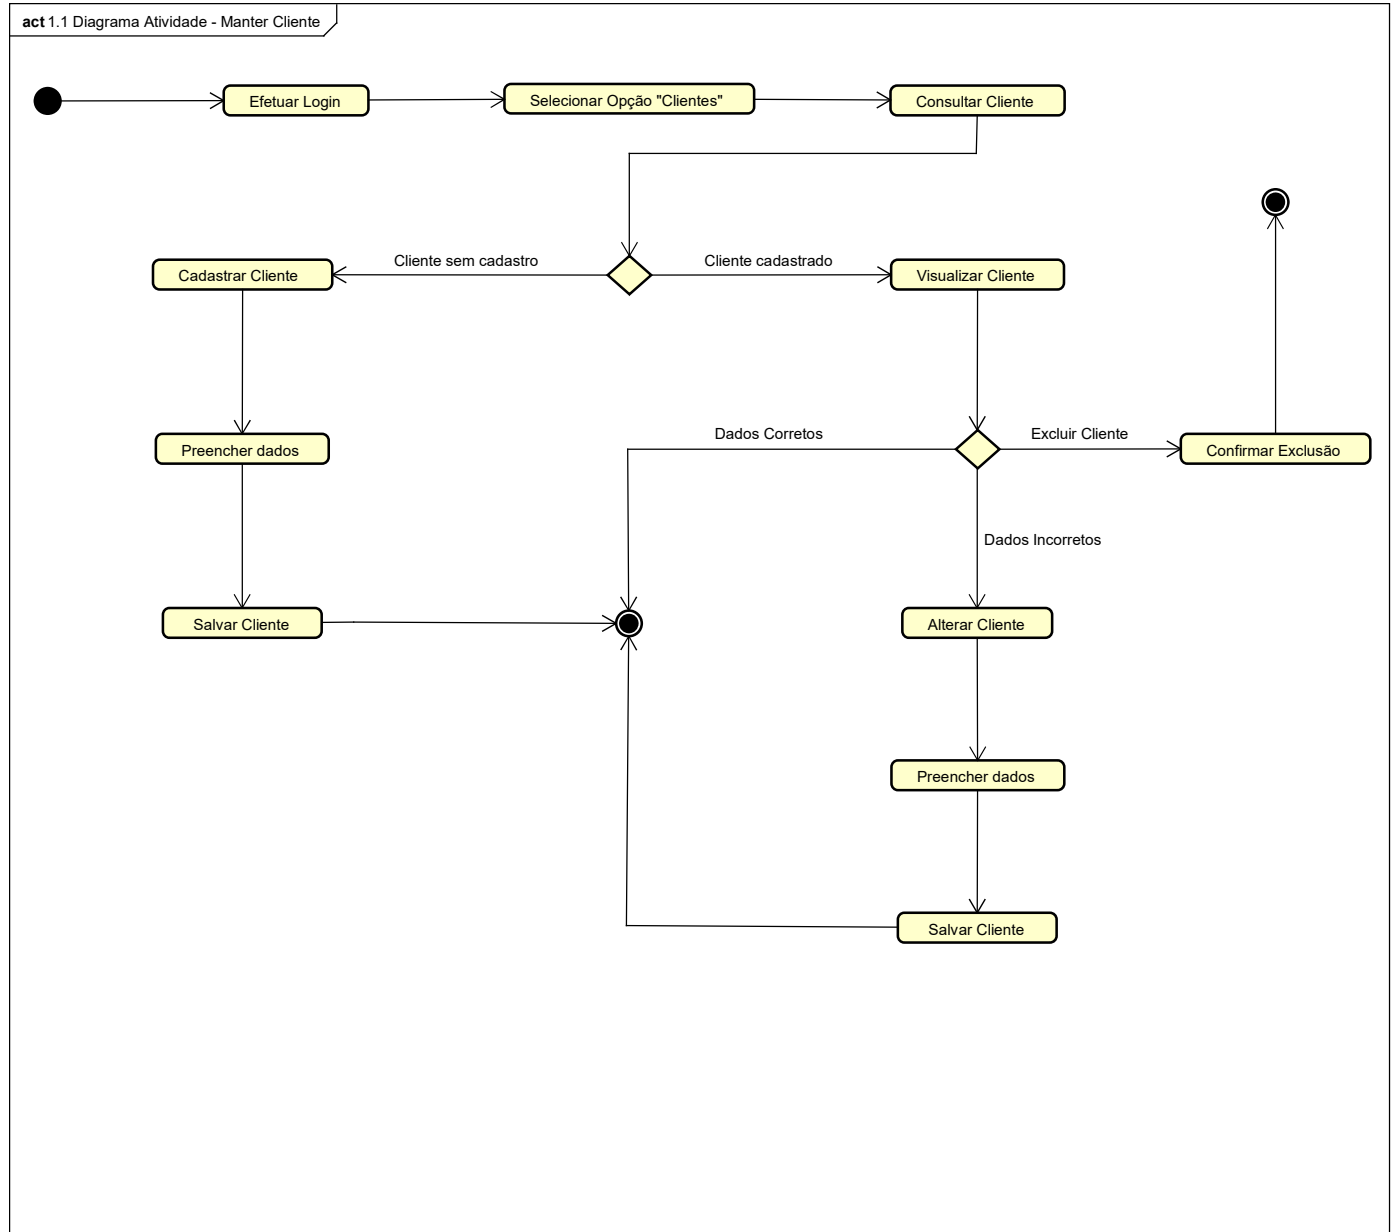 act 1.1 Diagrama Atividade - Manter Cliente
Efetuar Login
Selecionar Opção "Clientes"
Consultar Cliente
Cliente sem cadastro
Cliente cadastrado
Cadastrar Cliente
Visualizar Cliente
Dados Corretos
Excluir Cliente
Preencher dados
Confirmar Exclusão
Dados Incorretos
Salvar Cliente
Alterar Cliente
Preencher dados
Salvar Cliente